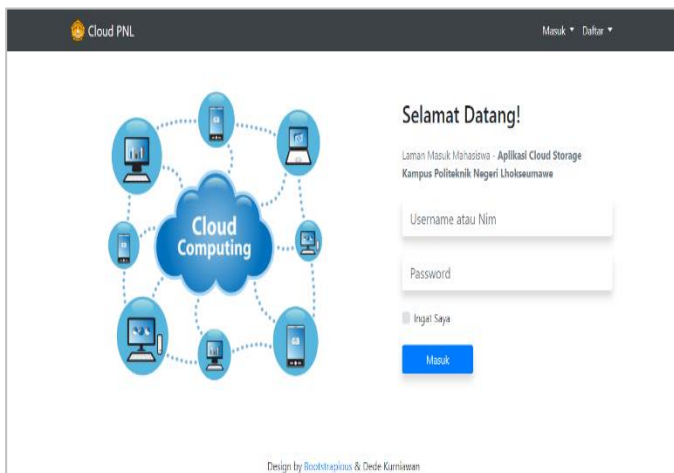 Cloud PNL
Masuk Daftar
Selamat Datang!
Laman Masuk Mahasiswa - Aplikasi Cloud Storage
Kampus Politeknik Negeri Lhokseumawe
Cloud
Computing
Username atau Nim
Password
Ingat Saya
Masuk
Design by Bootstrapious & Dede Kurniawan